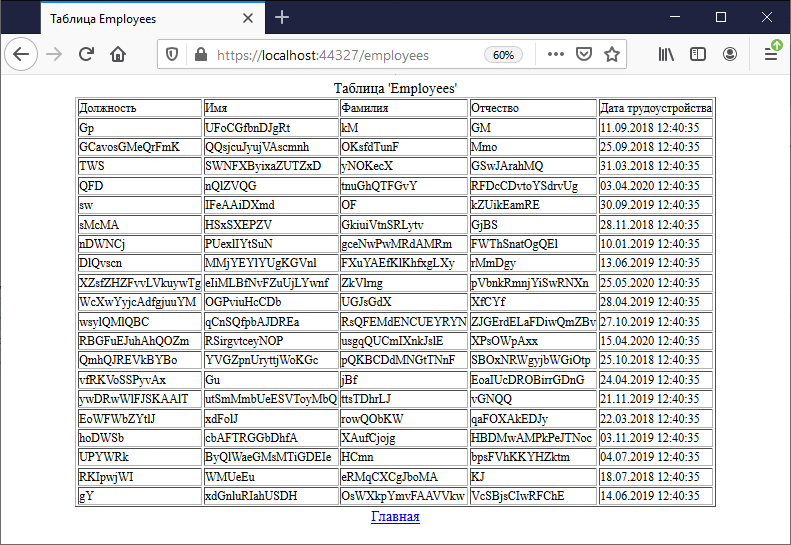 Таблица Employees
https://localhost:44327/employees 60%
Таблица 'Employees'
Должность Имя Фамилия Отчество Дата трудоустройства
Gp UFoCGfbnDJgRt kM GM 11.09.2018 12:40:35
GCavosGMeQrFmK QQsjcuJyujVAscmnh OKsfdTunF Mmo 25.09.2018 12:40:35
TWS SWNFXByixaZUTZxD yNOKecX GSwJArahMQ 31.03.2018 12:40:35
QFD nQlZVQG tnuGhQTFGvY RFDcCDvtoYSdrvUg 03.04.2020 12:40:35
sw IFeAAiDXmd OF kZUikEamRE 30.09.2019 12:40:35
sMcMA HSxSXEPZV GkiuiVtnSRLytv GjBS 28.11.2018 12:40:35
nDWNCj PUexlIYtSuN gceNwPwMRdAMRm FWThSnatOgQEl 10.01.2019 12:40:35
DlQvscn MMjYEYlYUgKGVnl FXuYAEfKlKhfxgLXy rMmDgy 13.06.2019 12:40:35
XZsfZHZFvvLVkuywTg eIiMLBfNvFZuUjLYwnf ZkVlrng pVbnkRmnjYiSwRNXn 25.05.2020 12:40:35
WcXwYyjcAdfgjuuYM OGPviuHcCDb UGJsGdX XfCYf 28.04.2019 12:40:35
wsylQMlQBC qCnSQfpbAJDREa RsQFEMdENCUEYRYN ZJGErdELaFDiwQmZBv 27.10.2019 12:40:35
RBGFuEJuhAhQOZm RSirgvtceyNOP usgqQUCmIXnkJslE XPsOWpAxx 15.04.2020 12:40:35
QmhQJREVkBYBo YVGZpnUryttjWoKGc pQKBCDdMNGtTNnF SBOxNRWgyjbWGiOtp 25.10.2018 12:40:35
vfRKVoSSPyvAx Gu jBf EoaIUcDROBirrGDnG 24.04.2019 12:40:35
ywDRwWlFJSKAAlT utSmMmbUeESVToyMbQ ttsTDhrLJ vGNQQ 21.11.2019 12:40:35
EoWFWbZYtlJ xdFolJ rowQObKW qaFOXAkEDJy 22.03.2018 12:40:35
hoDWSb cbAFTRGGbDhfA XAufCjojg HBDMwAMPkPeJTNoc 03.11.2019 12:40:35
UPYWRk ByQlWaeGMsMTiGDEIe HCmn bpsFVhKKYHZktm 04.07.2019 12:40:35
RKIpwjWI WMUeEu eRMqCXCgJboMA KJ 18.07.2018 12:40:35
gY xdGnluRIahUSDH OsWXkpYmvFAAVVkw VcSBjsCIwRFChE 14.06.2019 12:40:35
Главная